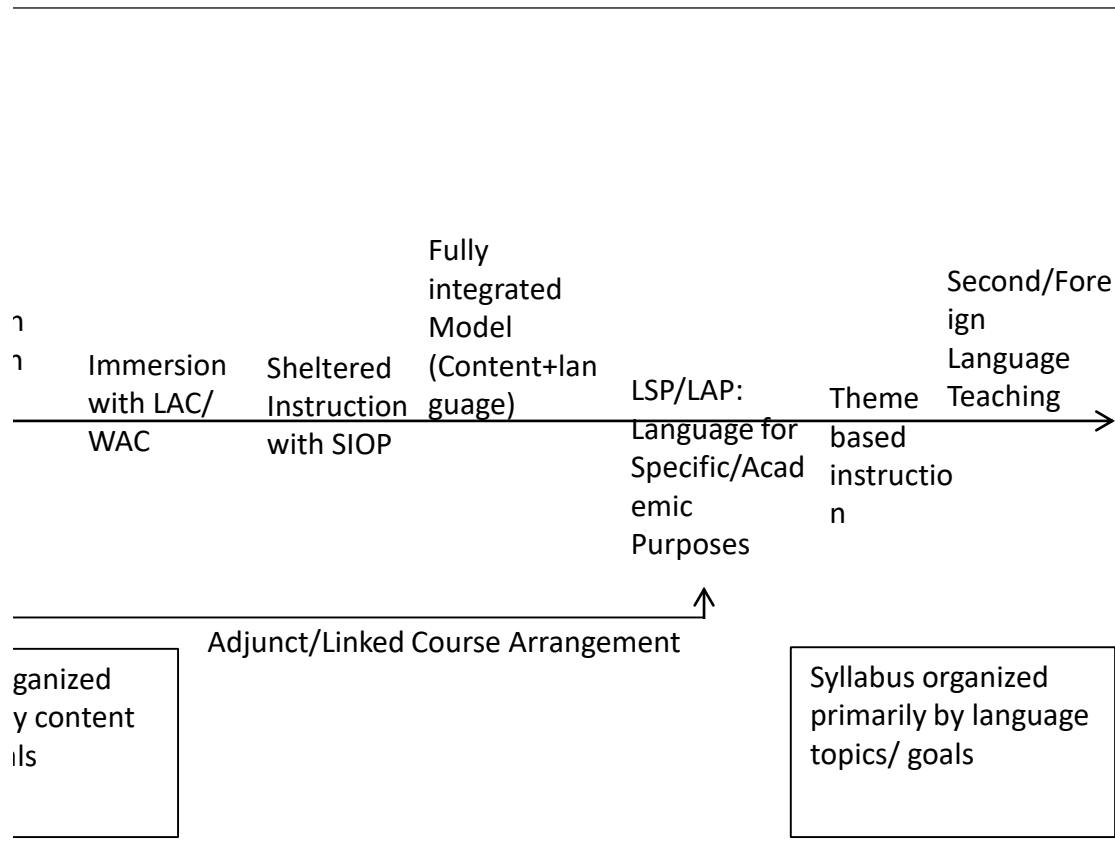 Immersion
with LAC/
WAC
Sheltered
Instruction
with SIOP
Fully
integrated
Model
(Content+lan
guage)
LSP/LAP:
Language for
Specific/Acad
emic
Purposes
Theme
based
instructio
n
Second/Fore
ign
Language
Teaching
Adjunct/Linked Course Arrangement
ganized
y content
ls
Syllabus organized
primarily by language
topics/ goals